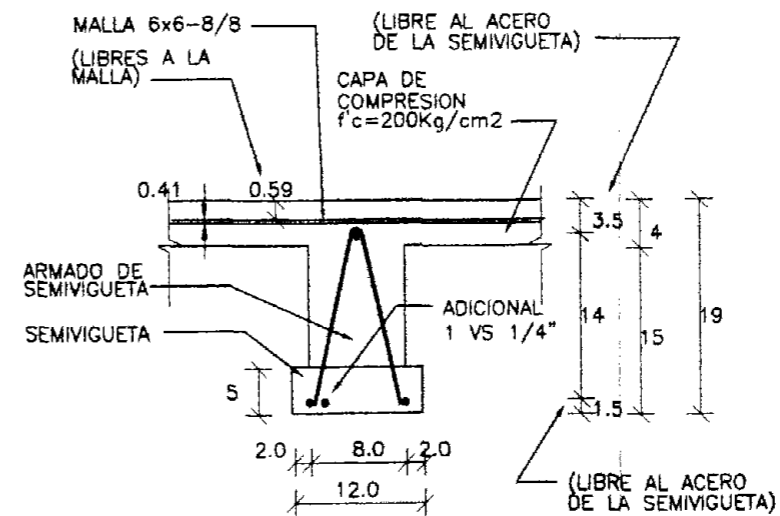 MALLA 6x6-8/8
(LIBRES A LA
MALLA)
(LIBRE AL ACERO
DE LA SEMIVIGUETA)
CAPA DE
COMPRESION
f'c=200Kg/cm2
0.41
0.59
3.5
4
ARMADO DE
SEMIVIGUETA
SEMIVIGUETA
ADICIONAL
1 VS 1/4"
14
15
19
5
1.5
2.0
8.0
2.0
12.0
(LIBRE AL ACERO
DE LA SEMIVIGUETA)